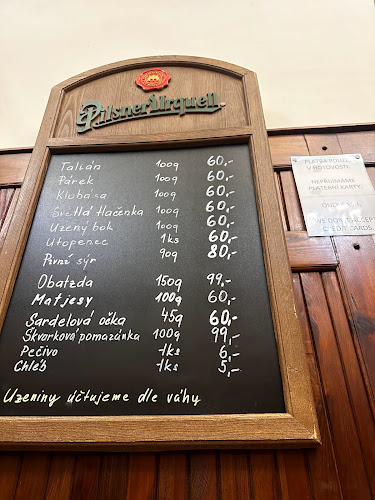 Pilsner Urquell
Talián 100g 60,-
Párek 100g 60,-
Klobása 100g 60,-
Světlá tlačenka 100g 60,-
Uzený bok 100g 60,-
Utopenec 1ks 60,-
Pivní sýr 90g 80,-
Obatzda 150g 99,-
Matjesy 100g 60,-
Sardelová očka 45g 60,-
Škvarková pomazánka 100g 99,-
Pečivo 1ks 6,-
Chléb 1ks 5,-
Uzeniny účtujeme dle váhy
PLATBA POUZE
V HOTOVOSTI.
NEPŘIJÍMÁME
PLATEBNÍ KARTY.
ONLY
WE DON'T ACCEPT
CREDIT CARDS.